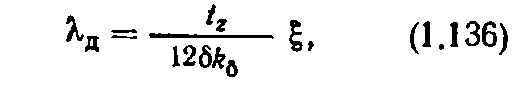 λ_д = t_z / 12δk_δ ξ, (1.136)